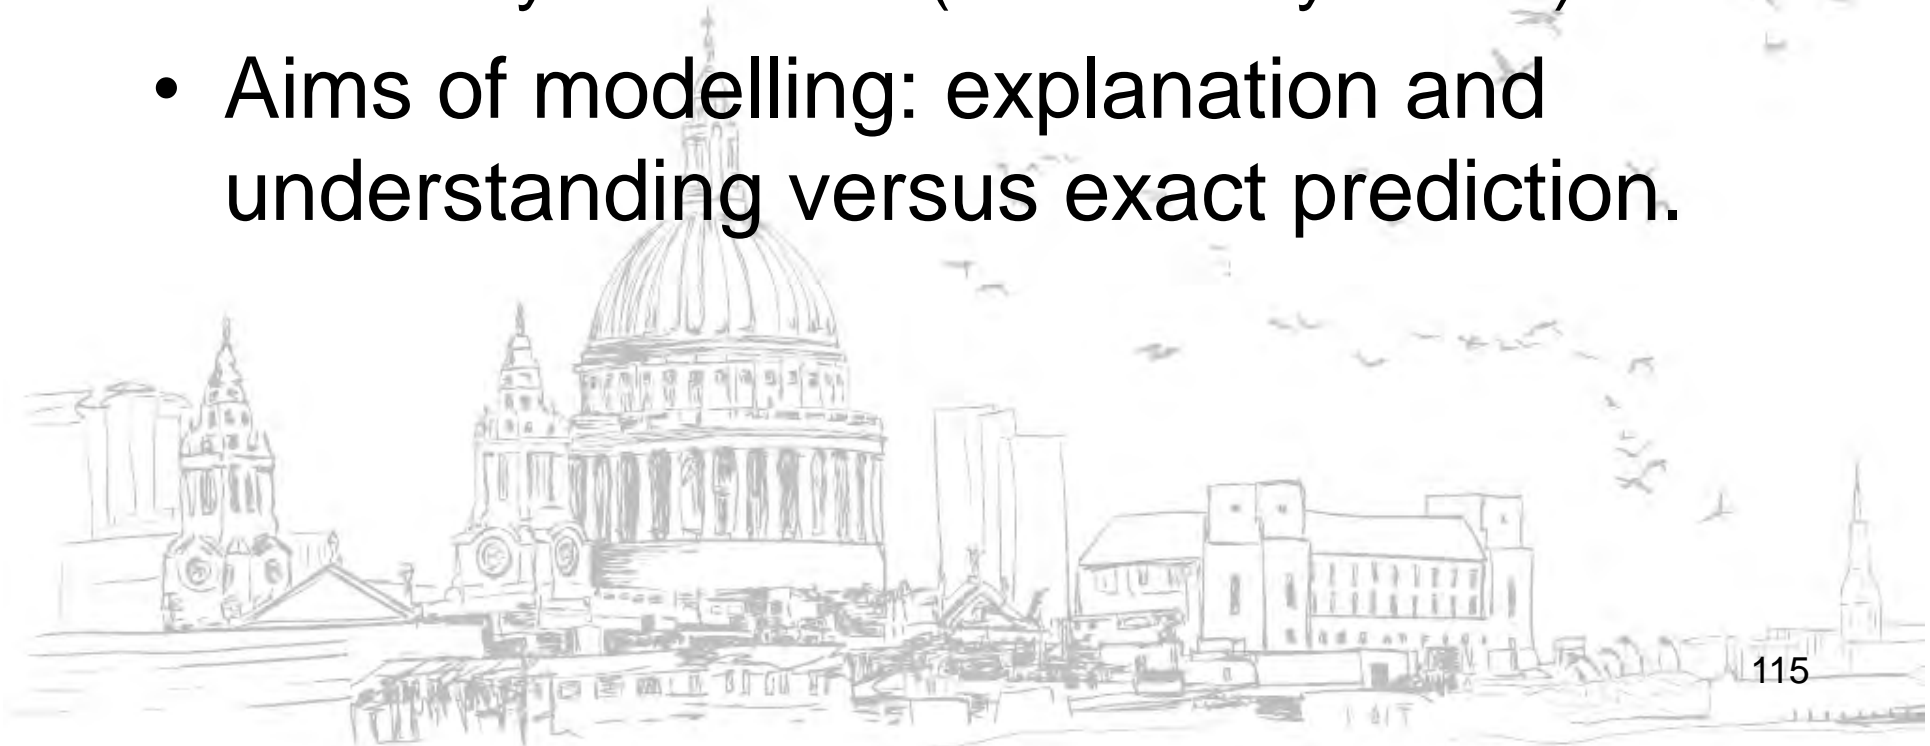 • Aims of modelling: explanation and
understanding versus exact prediction.
115